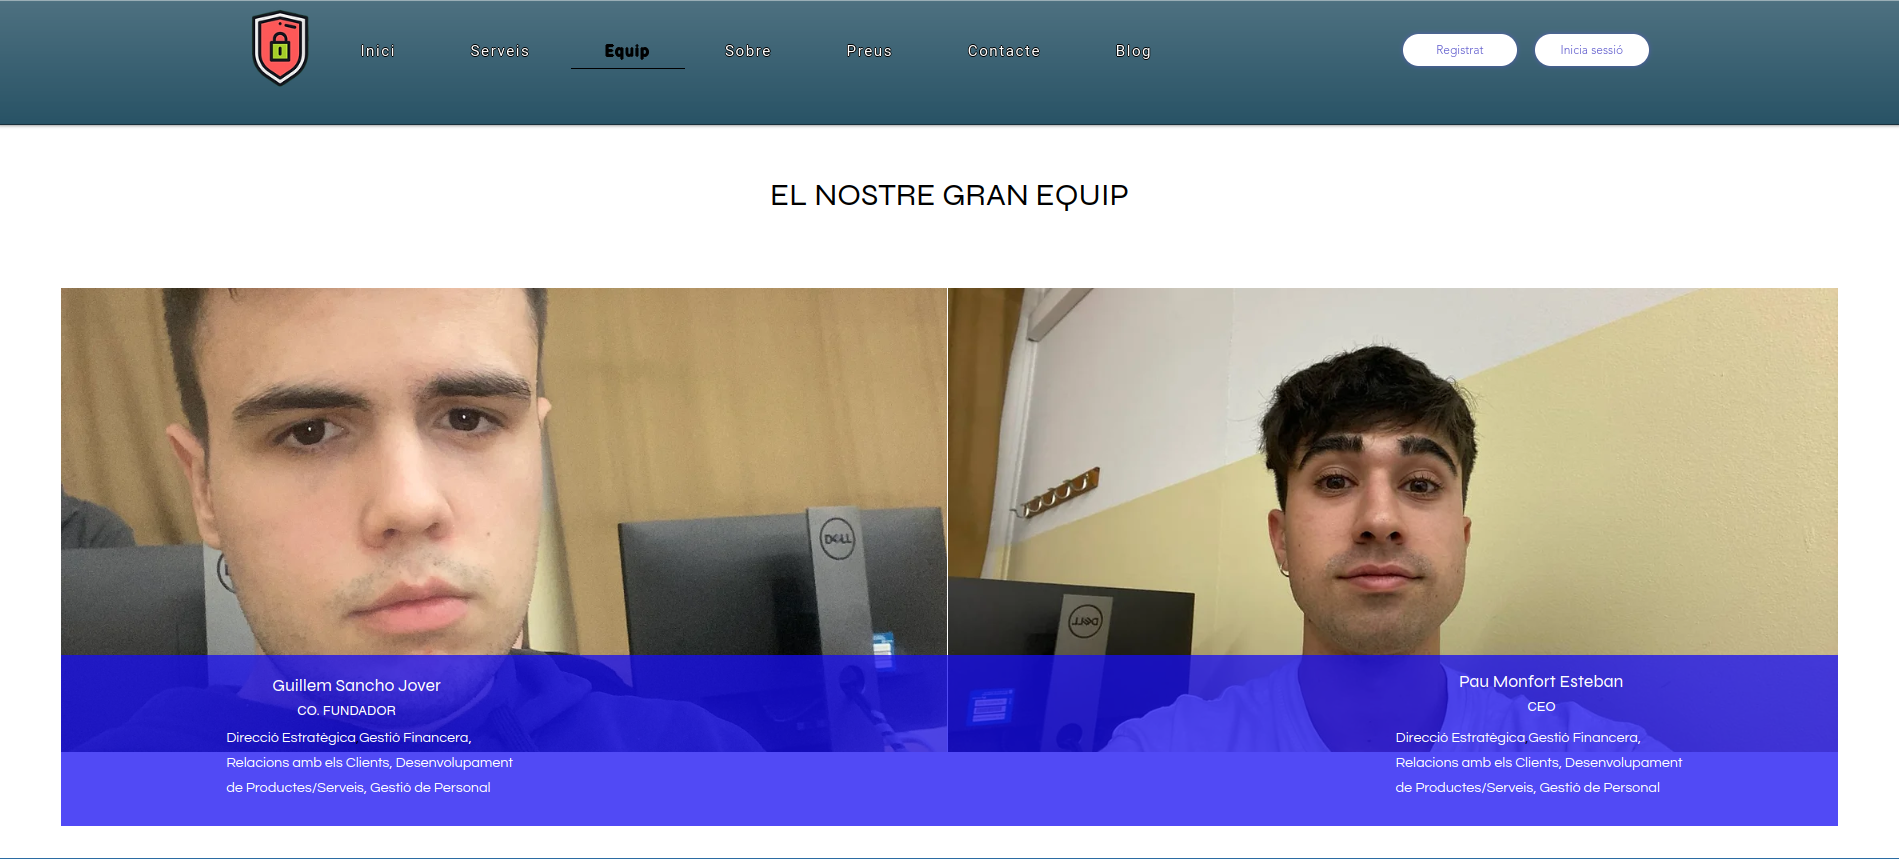 Inici Serveis Equip Sobre Preus Contacte Blog Registrat Inicia sessió
EL NOSTRE GRAN EQUIP
DELL
DELL
Guillem Sancho Jover
CO. FUNDADOR
Direcció Estratègica Gestió Financera,
Relacions amb els Clients, Desenvolupament
de Productes/Serveis, Gestió de Personal
Pau Monfort Esteban
CEO
Direcció Estratègica Gestió Financera,
Relacions amb els Clients, Desenvolupament
de Productes/Serveis, Gestió de Personal